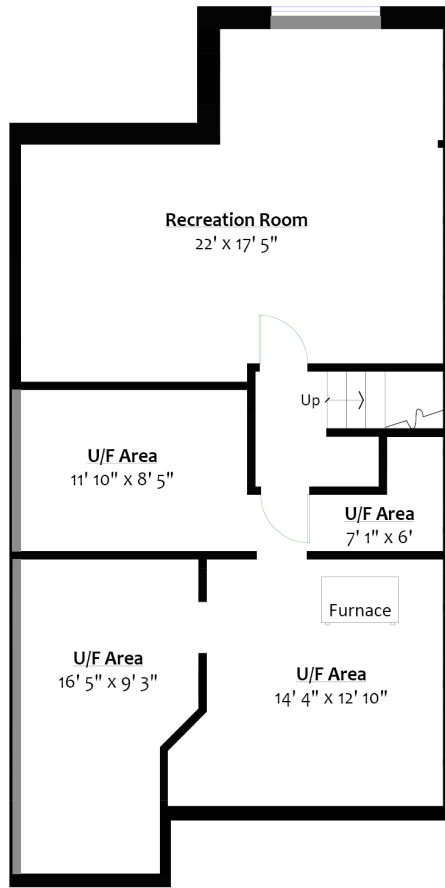 Recreation Room
22' x 17' 5"
Up
U/F Area
11' 10" x 8' 5"
U/F Area
7' 1" x 6'
Furnace
U/F Area
16' 5" x 9' 3"
U/F Area
14' 4" x 12' 10"